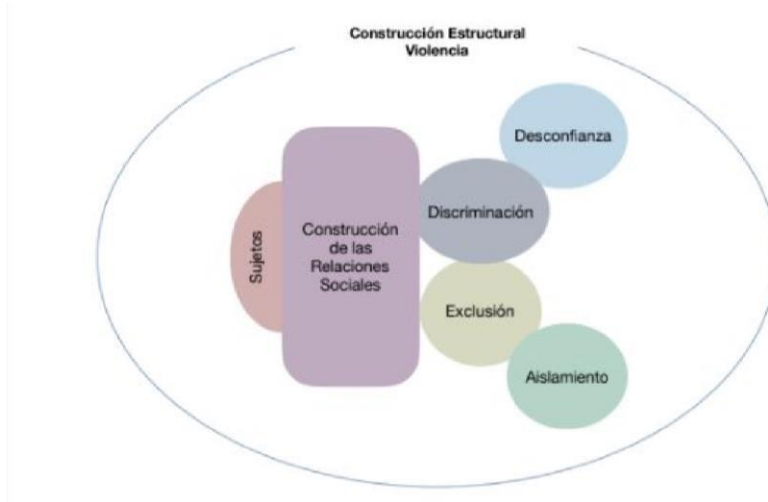 Construcción Estructural
Violencia
Desconfianza
Discriminación
Sujetos
Construcción
de las
Relaciones
Sociales
Exclusión
Aislamiento